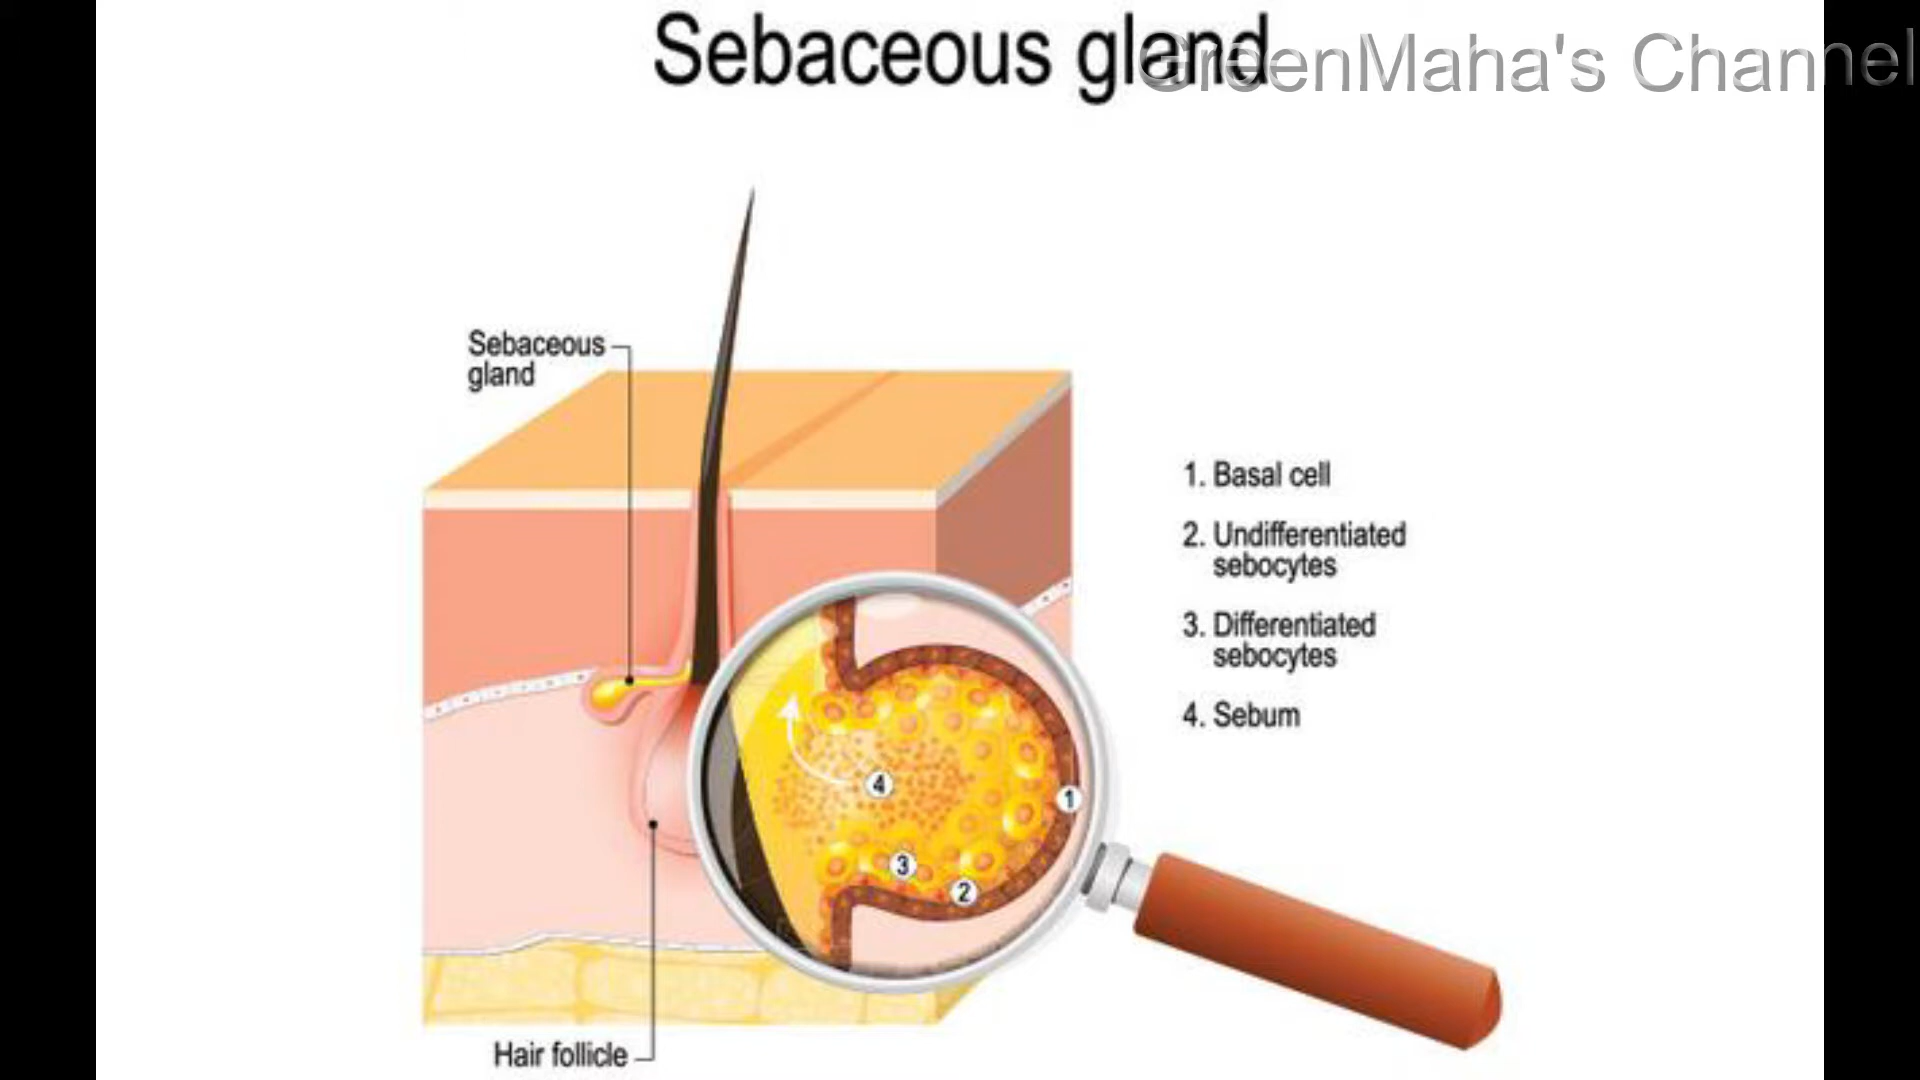 Sebaceous gland
GreenMaha's Channel
Sebaceous
gland
1. Basal cell
2. Undifferentiated
sebocytes
3. Differentiated
sebocytes
4. Sebum
4
1
3
2
Hair follicle